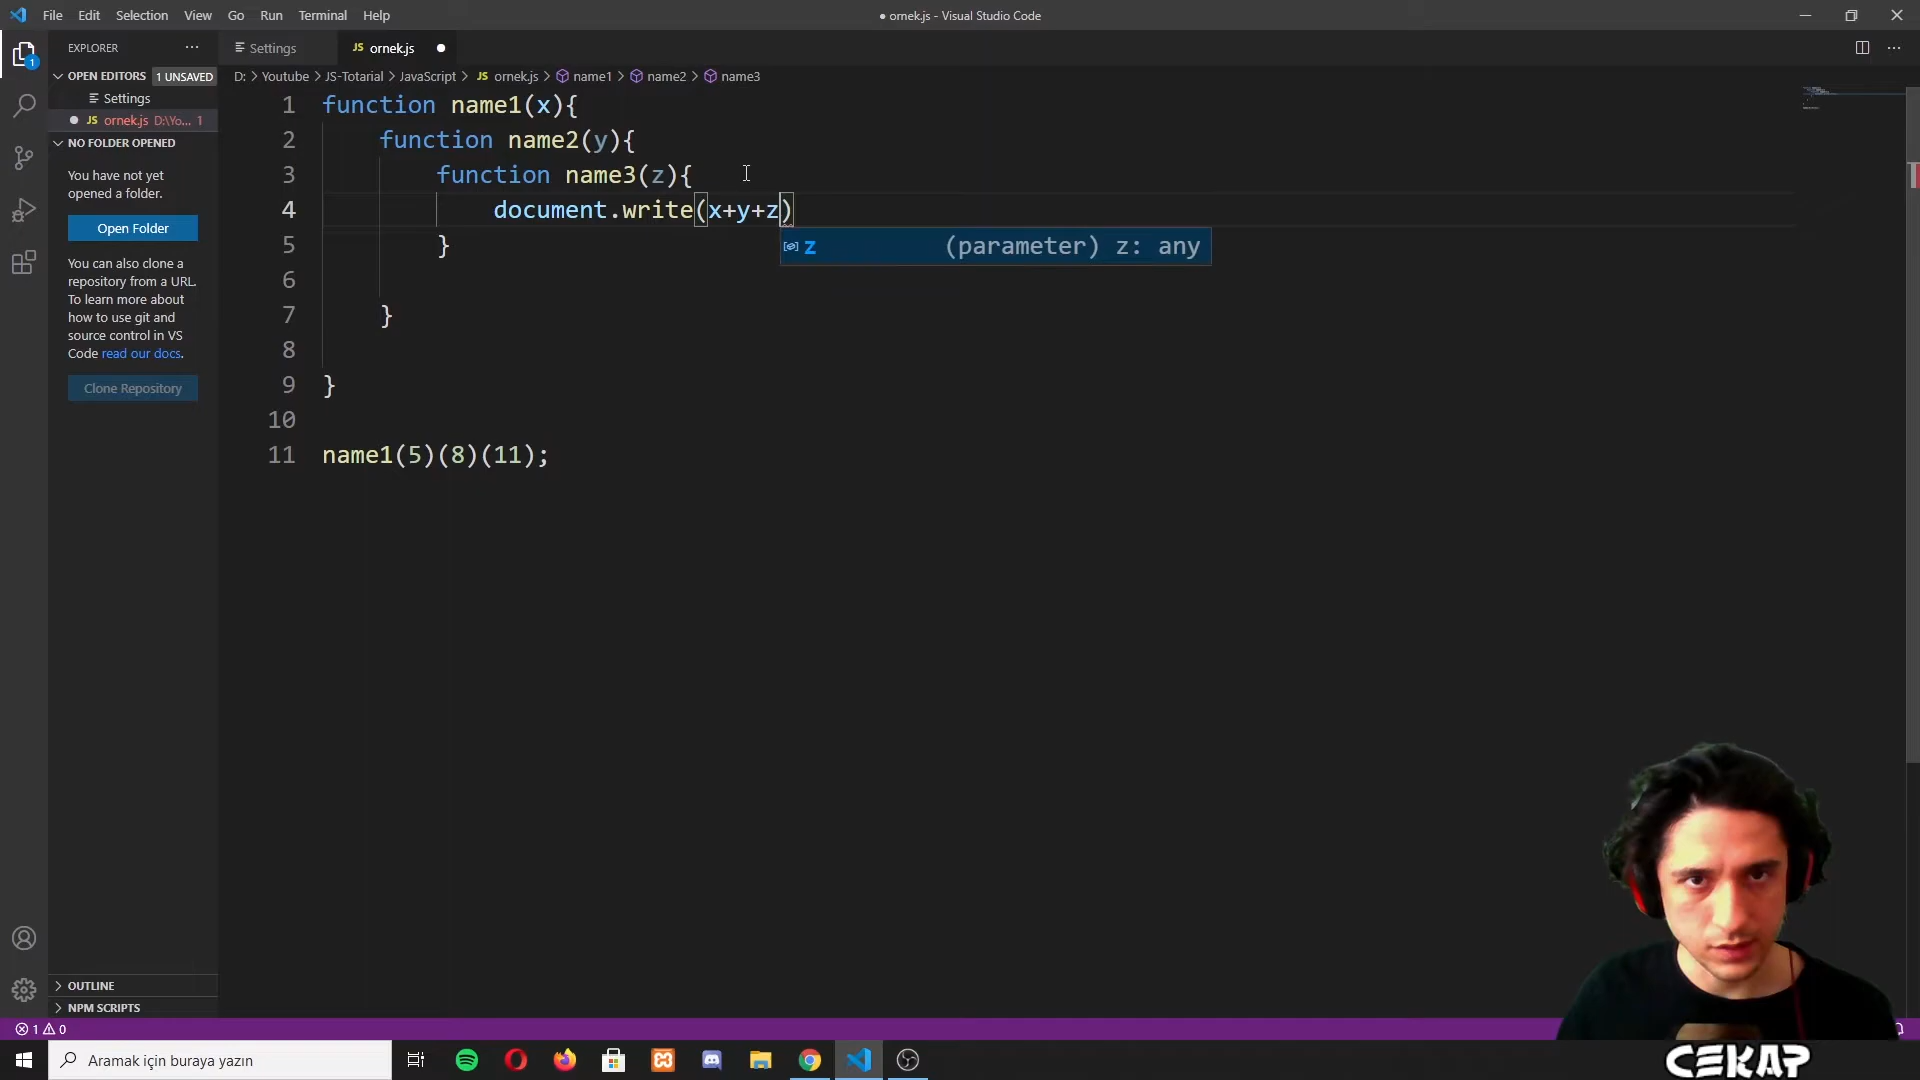 File Edit Selection View Go Run Terminal Help
● ornek.js - Visual Studio Code
EXPLORER
OPEN EDITORS 1 UNSAVED
Settings
JS ornek.js D:\Yo... 1
NO FOLDER OPENED
You have not yet
opened a folder.
Open Folder
You can also clone a
repository from a URL.
To learn more about
how to use git and
source control in VS
Code read our docs.
Clone Repository
OUTLINE
NPM SCRIPTS
1
Settings JS ornek.js
D: > Youtube > JS-Totarial > JavaScript > JS ornek.js > name1 > name2 > name3
1 function name1(x){
2 function name2(y){
3 function name3(z){
4 document.write(x+y+z)
z (parameter) z: any
5 }
6
7 }
8
9 }
10
11 name1(5)(8)(11);
1 0
Aramak için buraya yazın
CEKAP